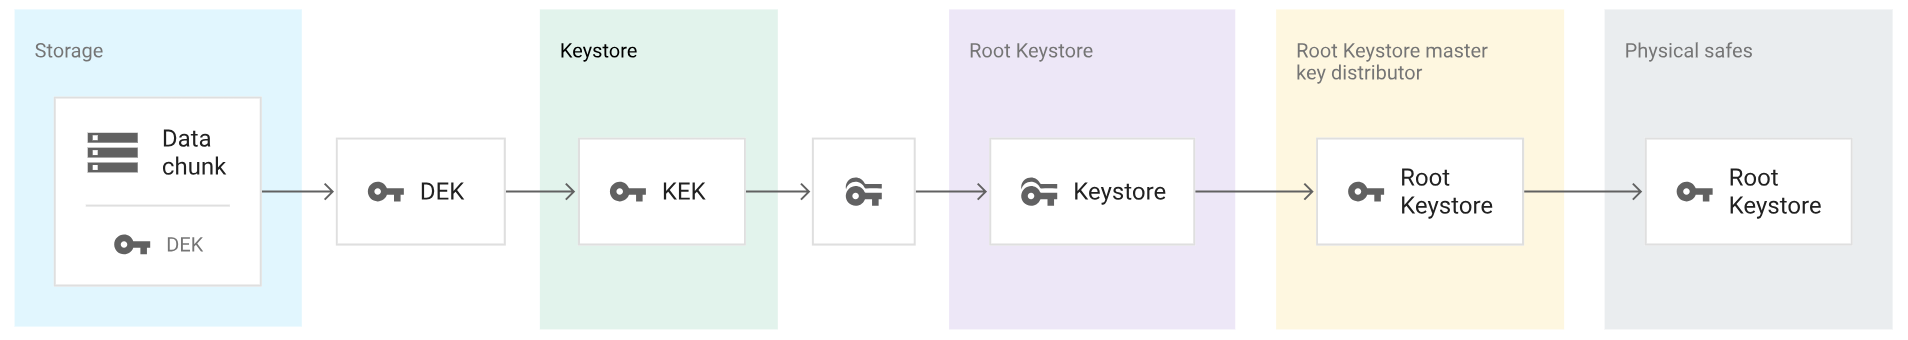 Storage
Data
chunk
DEK
DEK
Keystore
KEK
Root Keystore
Keystore
Root Keystore master
key distributor
Root
Keystore
Physical safes
Root
Keystore